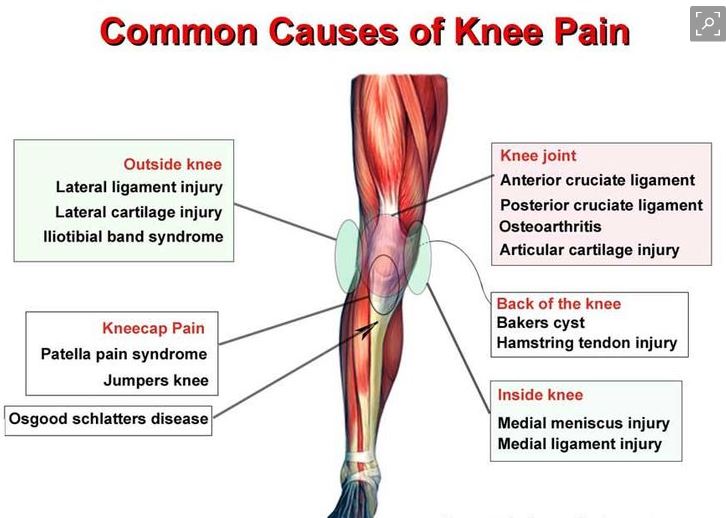 Common Causes of Knee Pain
Outside knee
Lateral ligament injury
Lateral cartilage injury
Iliotibial band syndrome
Kneecap Pain
Patella pain syndrome
Jumpers knee
Osgood schlatters disease
Knee joint
Anterior cruciate ligament
Posterior cruciate ligament
Osteoarthritis
Articular cartilage injury
Back of the knee
Bakers cyst
Hamstring tendon injury
Inside knee
Medial meniscus injury
Medial ligament injury